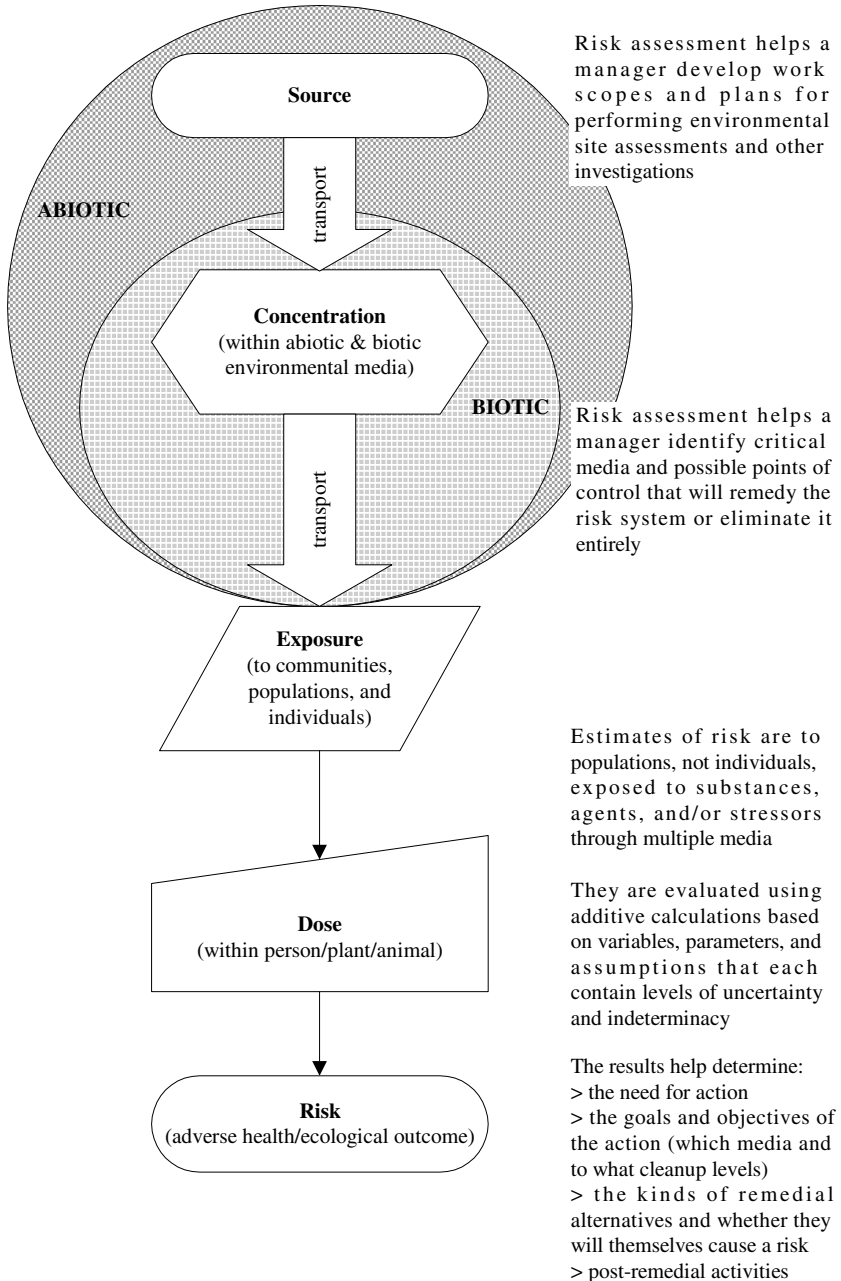 Source
transport
ABIOTIC
Concentration
(within abiotic & biotic
environmental media)
BIOTIC
transport
Exposure
(to communities,
populations, and
individuals)
Dose
(within person/plant/animal)
Risk
(adverse health/ecological outcome)
Risk assessment helps a
manager develop work
scopes and plans for
performing environmental
site assessments and other
investigations
Risk assessment helps a
manager identify critical
media and possible points of
control that will remedy the
risk system or eliminate it
entirely
Estimates of risk are to
populations, not individuals,
exposed to substances,
agents, and/or stressors
through multiple media
They are evaluated using
additive calculations based
on variables, parameters, and
assumptions that each
contain levels of uncertainty
and indeterminacy
The results help determine:
> the need for action
> the goals and objectives of
the action (which media and
to what cleanup levels)
> the kinds of remedial
alternatives and whether they
will themselves cause a risk
> post-remedial activities